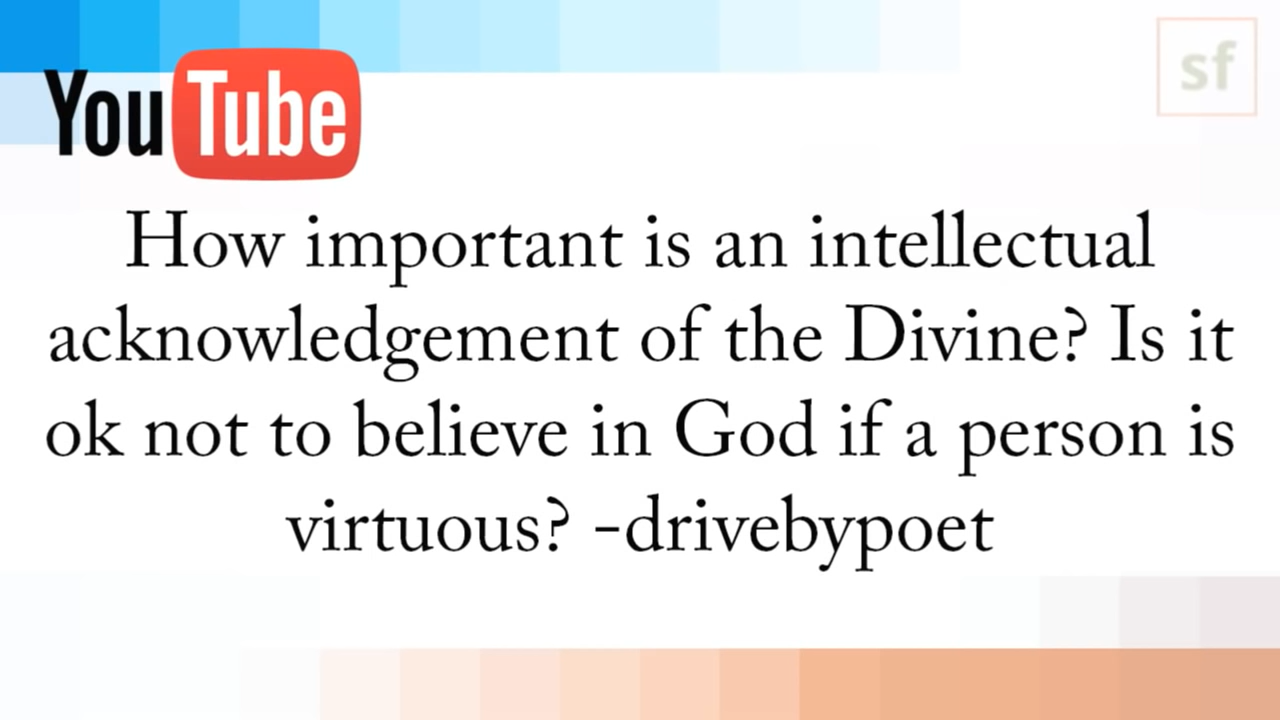 YouTube
sf
How important is an intellectual
acknowledgement of the Divine? Is it
ok not to believe in God if a person is
virtuous? -drivebypoet